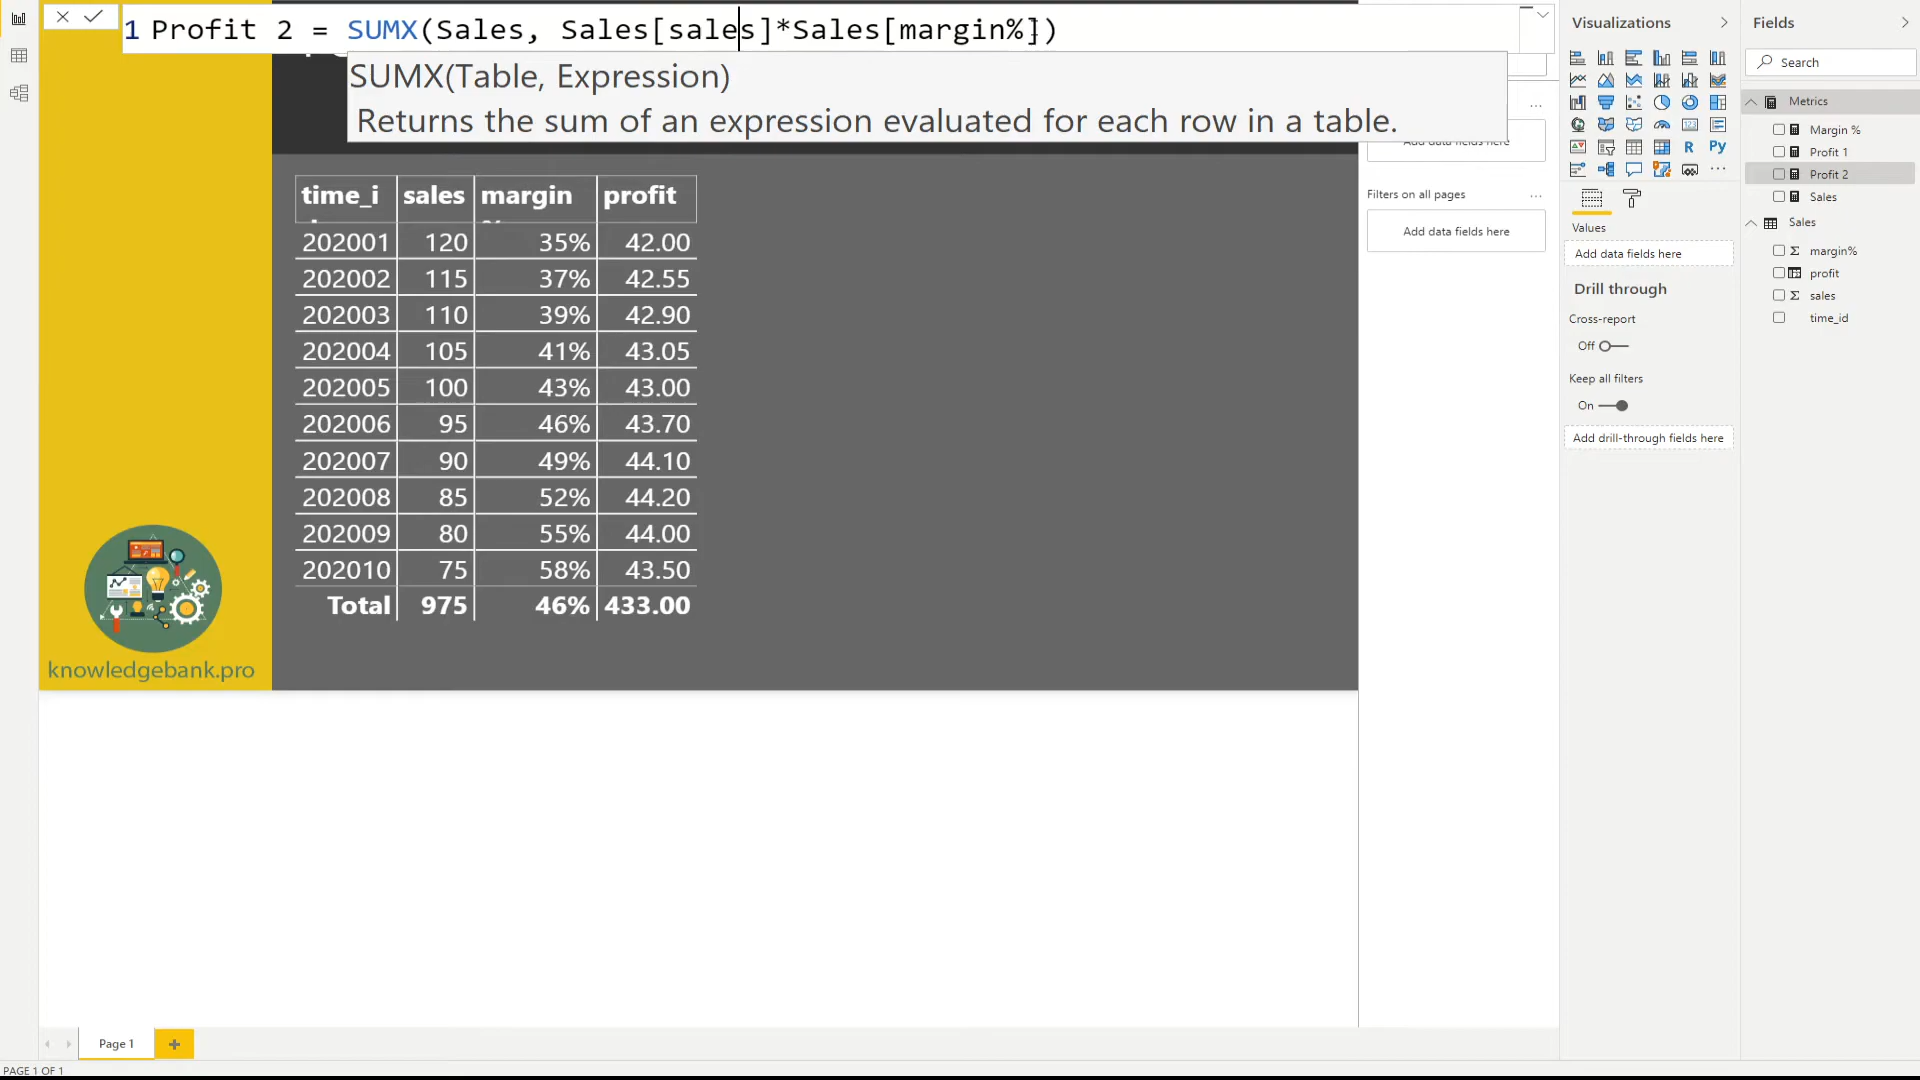 1 Profit 2 = SUMX(Sales, Sales[sales]*Sales[margin%])
SUMX(Table, Expression)
Returns the sum of an expression evaluated for each row in a table.
time_i sales margin profit
202001 120 35% 42.00
202002 115 37% 42.55
202003 110 39% 42.90
202004 105 41% 43.05
202005 100 43% 43.00
202006 95 46% 43.70
202007 90 49% 44.10
202008 85 52% 44.20
202009 80 55% 44.00
202010 75 58% 43.50
Total 975 46% 433.00
knowledgebank.pro
Page 1
PAGE 1 OF 1
...
Add data fields here
Filters on all pages ...
Add data fields here
Visualizations
R Py
...
Values
Add data fields here
Drill through
Cross-report
Off
Keep all filters
On
Add drill-through fields here
Fields
Search
Metrics
Margin %
Profit 1
Profit 2
Sales
Sales
margin%
profit
sales
time_id